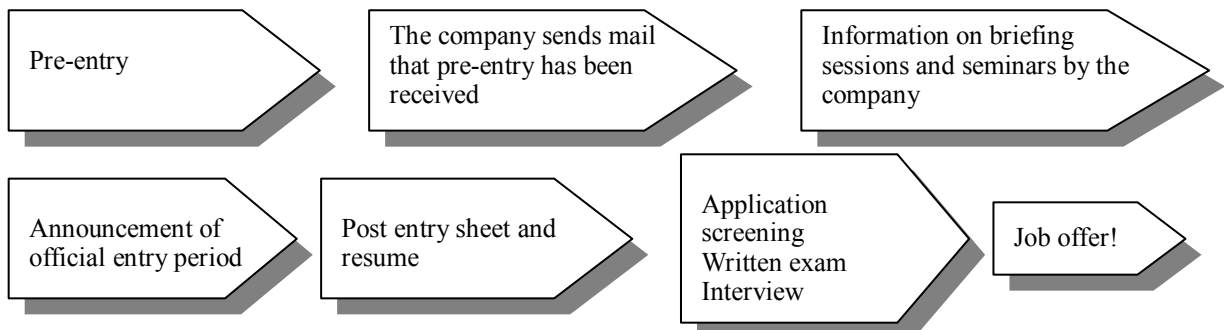 Pre-entry
The company sends mail
that pre-entry has been
received
Information on briefing
sessions and seminars by the
company
Announcement of
official entry period
Post entry sheet and
resume
Application
screening
Written exam
Interview
Job offer!